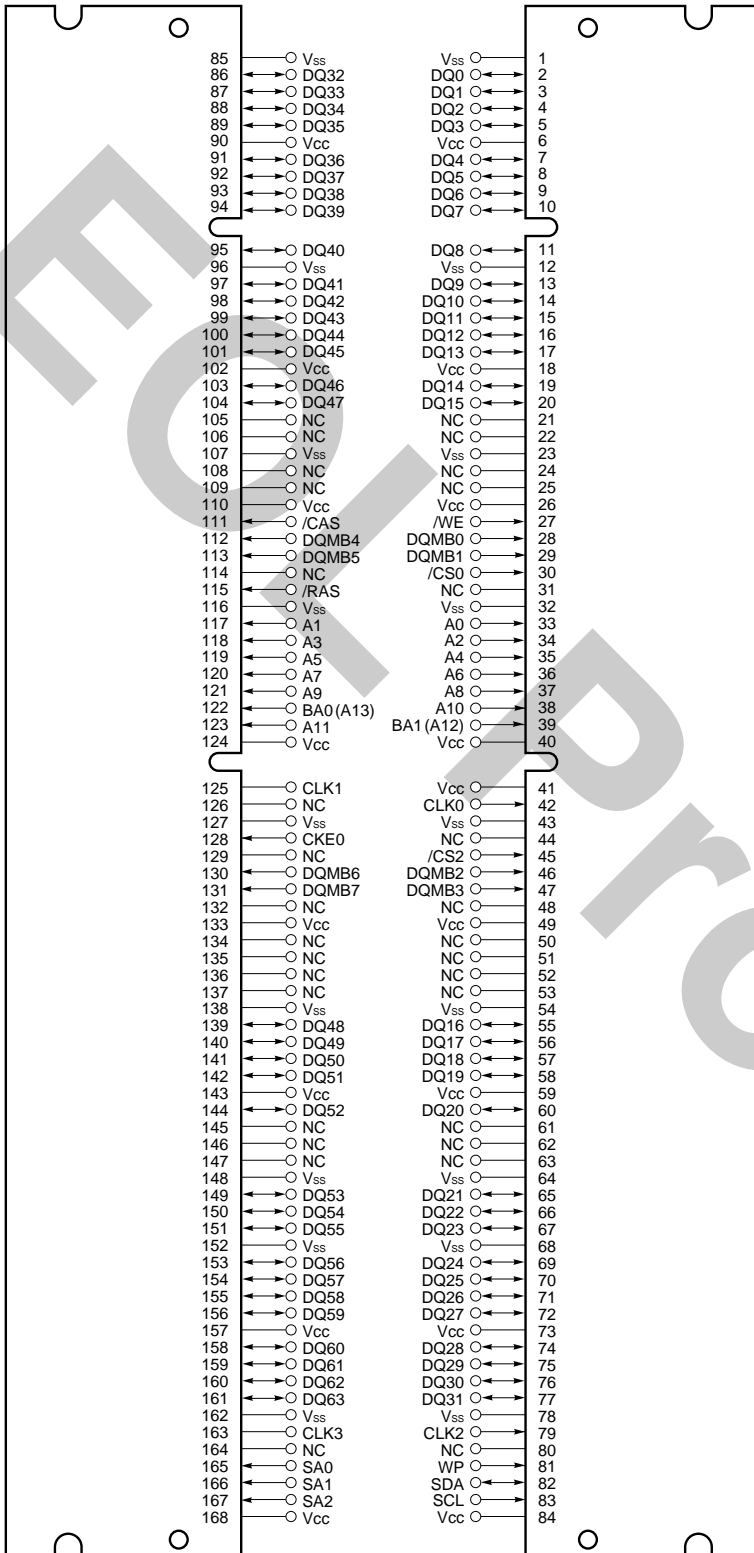 85 Vss Vss 1
86 DQ32 DQ0 2
87 DQ33 DQ1 3
88 DQ34 DQ2 4
89 DQ35 DQ3 5
90 Vcc Vcc 6
91 DQ36 DQ4 7
92 DQ37 DQ5 8
93 DQ38 DQ6 9
94 DQ39 DQ7 10
95 DQ40 DQ8 11
96 Vss Vss 12
97 DQ41 DQ9 13
98 DQ42 DQ10 14
99 DQ43 DQ11 15
100 DQ44 DQ12 16
101 DQ45 DQ13 17
102 Vcc Vcc 18
103 DQ46 DQ14 19
104 DQ47 DQ15 20
105 NC NC 21
106 NC NC 22
107 Vss Vss 23
108 NC NC 24
109 NC NC 25
110 Vcc Vcc 26
111 /CAS /WE 27
112 DQMB4 DQMB0 28
113 DQMB5 DQMB1 29
114 NC /CS0 30
115 /RAS NC 31
116 Vss Vss 32
117 A1 A0 33
118 A3 A2 34
119 A5 A4 35
120 A7 A6 36
121 A9 A8 37
122 BA0 (A13) A10 38
123 A11 BA1 (A12) 39
124 Vcc Vcc 40
125 CLK1 Vcc 41
126 NC CLK0 42
127 Vss Vss 43
128 CKE0 NC 44
129 NC /CS2 45
130 DQMB6 DQMB2 46
131 DQMB7 DQMB3 47
132 NC NC 48
133 Vcc Vcc 49
134 NC NC 50
135 NC NC 51
136 NC NC 52
137 NC NC 53
138 Vss Vss 54
139 DQ48 DQ16 55
140 DQ49 DQ17 56
141 DQ50 DQ18 57
142 DQ51 DQ19 58
143 Vcc Vcc 59
144 DQ52 DQ20 60
145 NC NC 61
146 NC NC 62
147 NC NC 63
148 Vss Vss 64
149 DQ53 DQ21 65
150 DQ54 DQ22 66
151 DQ55 DQ23 67
152 Vss Vss 68
153 DQ56 DQ24 69
154 DQ57 DQ25 70
155 DQ58 DQ26 71
156 DQ59 DQ27 72
157 Vcc Vcc 73
158 DQ60 DQ28 74
159 DQ61 DQ29 75
160 DQ62 DQ30 76
161 DQ63 DQ31 77
162 Vss Vss 78
163 CLK3 CLK2 79
164 NC NC 80
165 SA0 WP 81
166 SA1 SDA 82
167 SA2 SCL 83
168 Vcc Vcc 84
EOL Pro